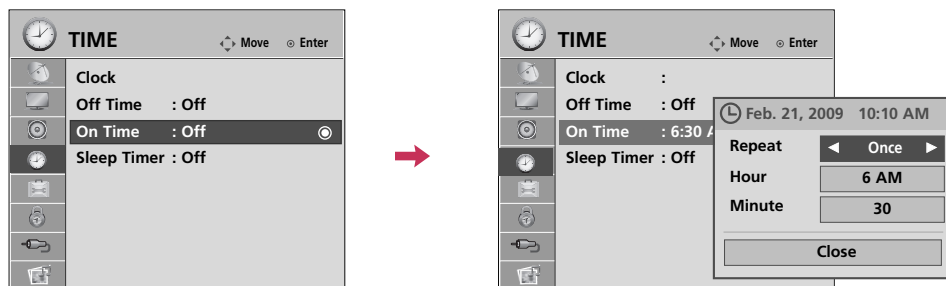 TIME Move Enter
Clock
Off Time : Off
On Time : Off
Sleep Timer : Off
TIME Move Enter
Clock :
Off Time : Off
On Time : 6:30 A
Sleep Timer : Off
Feb. 21, 2009 10:10 AM
Repeat ◀ Once ▶
Hour 6 AM
Minute 30
Close